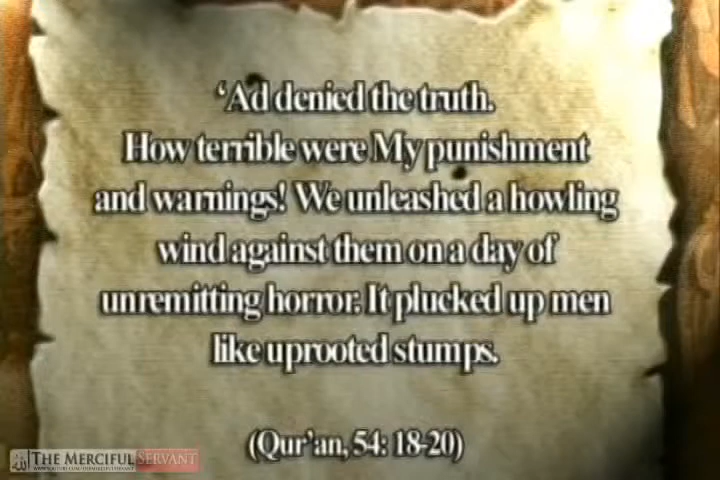 ‘Ad denied the truth.
How terrible were My punishment
and warnings! We unleashed a howling
wind against them on a day of
unremitting horror. It plucked up men
like uprooted stumps.
(Qur’an, 54: 18-20)
THE MERCIFUL SERVANT